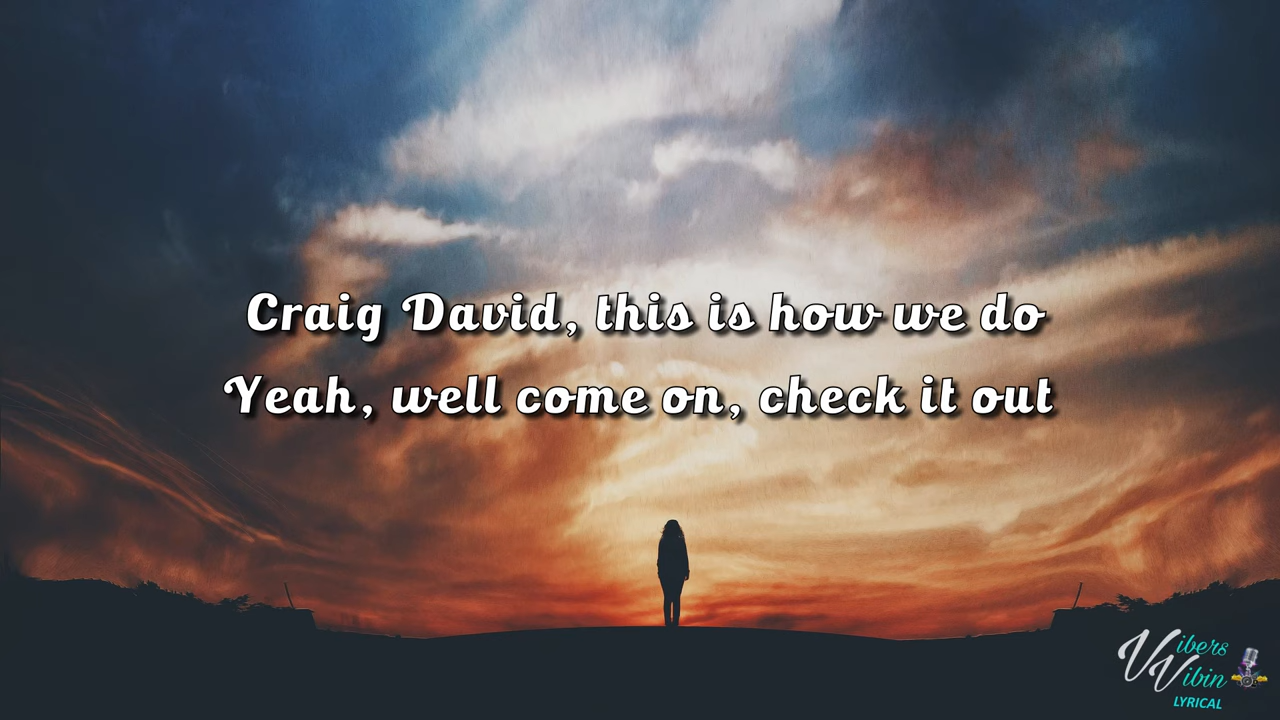 Craig David, this is how we do
Yeah, well come on, check it out
Vibers
Vibin
LYRICAL